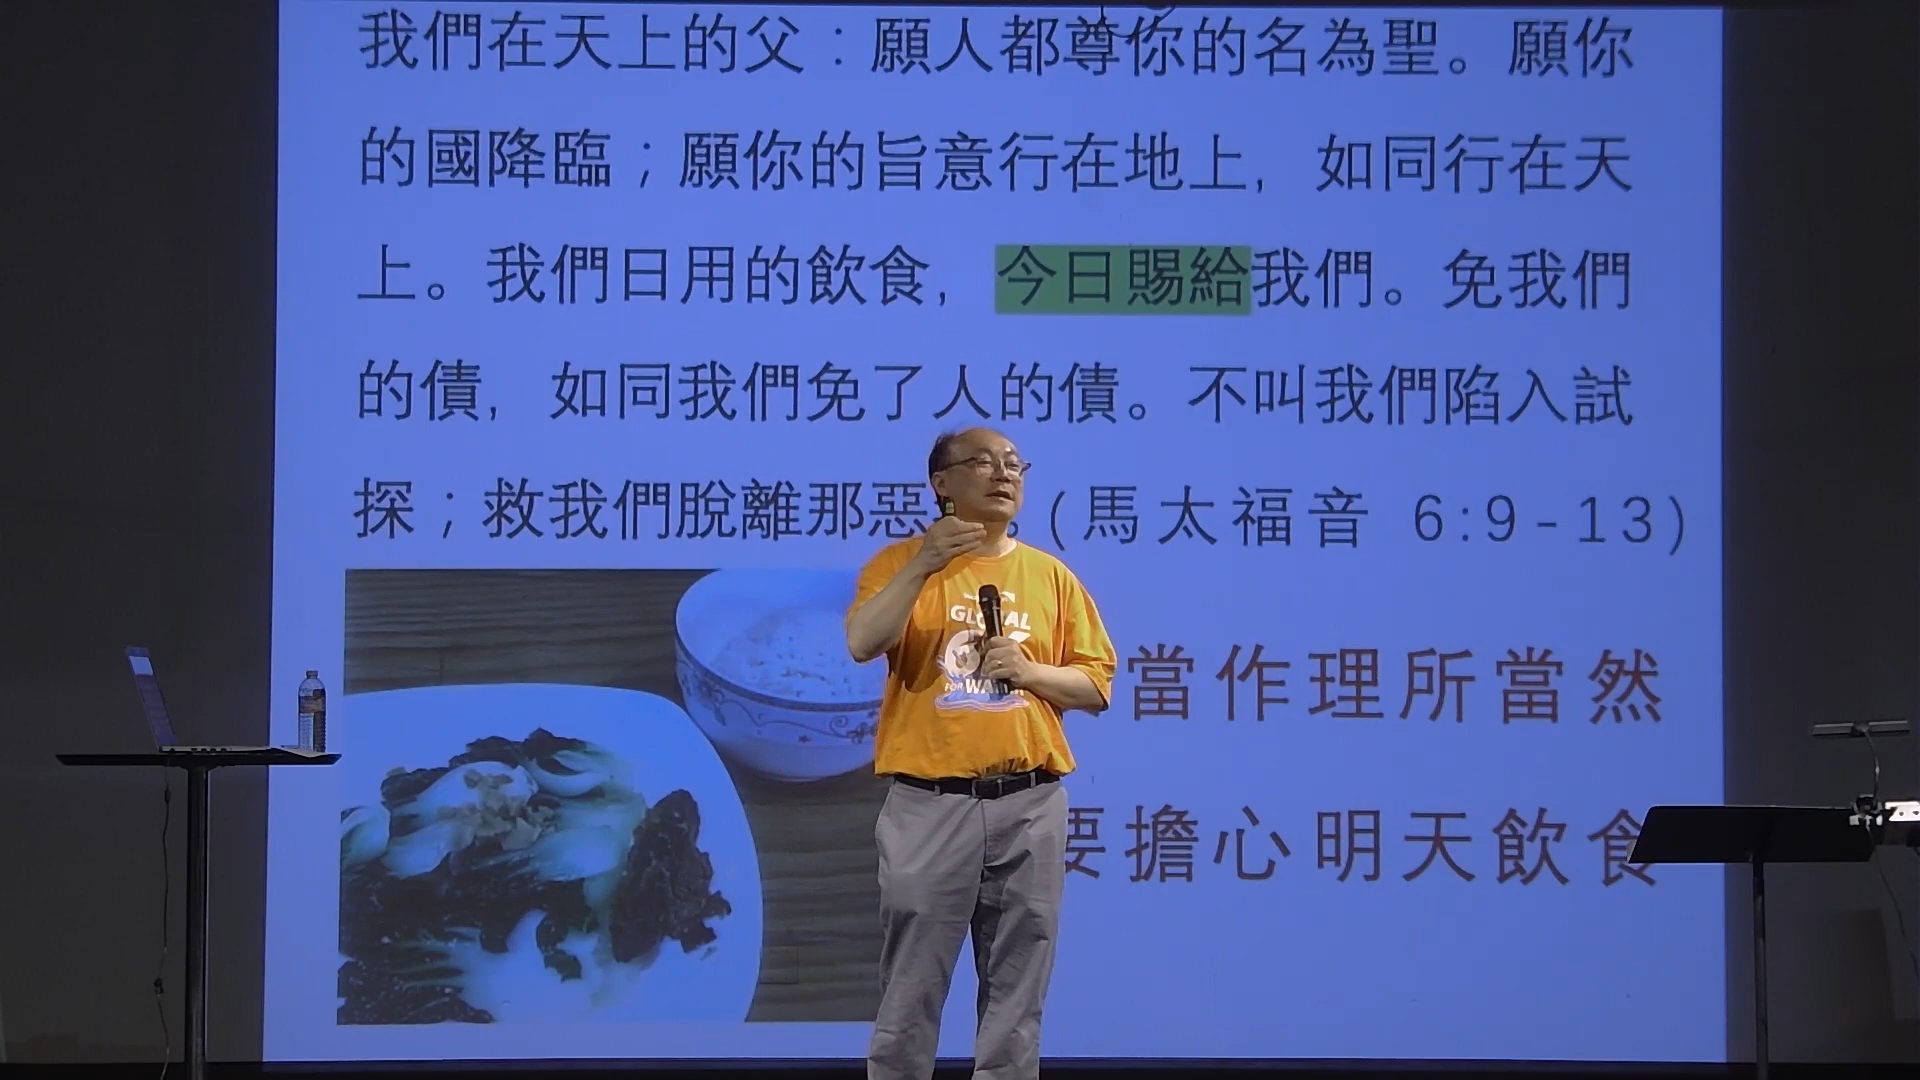 我們在天上的父：願人都尊你的名為聖。願你
的國降臨；願你的旨意行在地上，如同行在天
上。我們日用的飲食，今日賜給我們。免我們
的債，如同我們免了人的債。不叫我們陷入試
探；救我們脫離那惡 。(馬太福音 6:9-13)
當作理所當然
要擔心明天飲食
GLOBAL
6K
FOR WATER